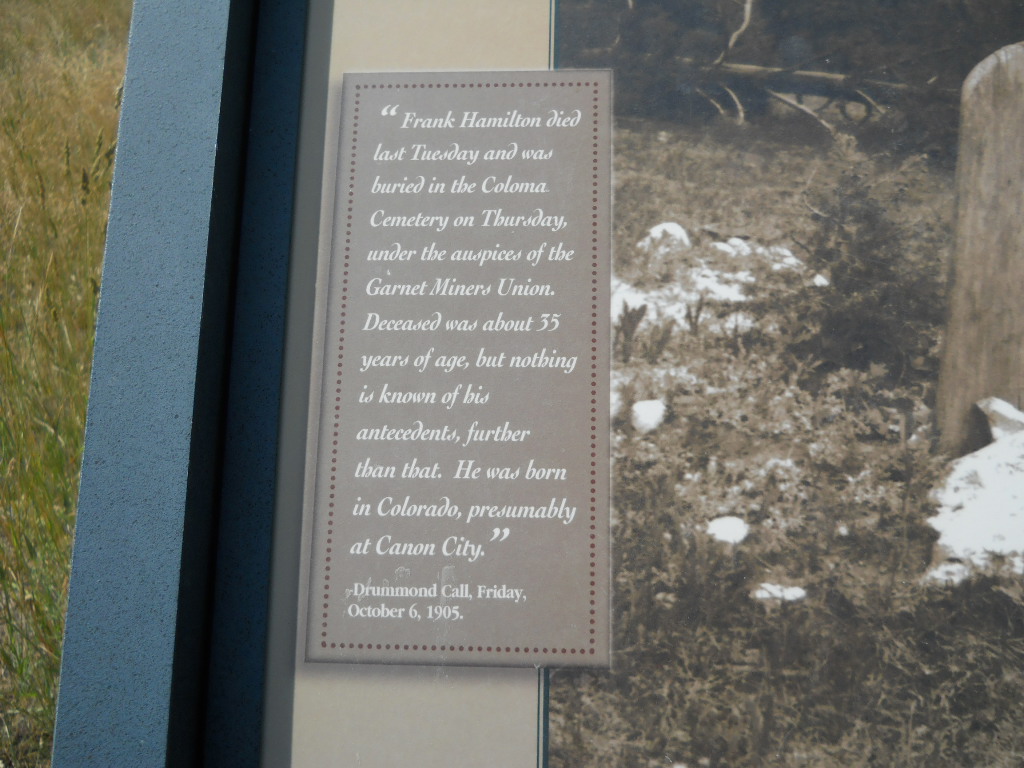 “ Frank Hamilton died
last Tuesday and was
buried in the Coloma
Cemetery on Thursday,
under the auspices of the
Garnet Miners Union.
Deceased was about 35
years of age, but nothing
is known of his
antecedents, further
than that. He was born
in Colorado, presumably
at Canon City.”
-Drummond Call, Friday,
October 6, 1905.